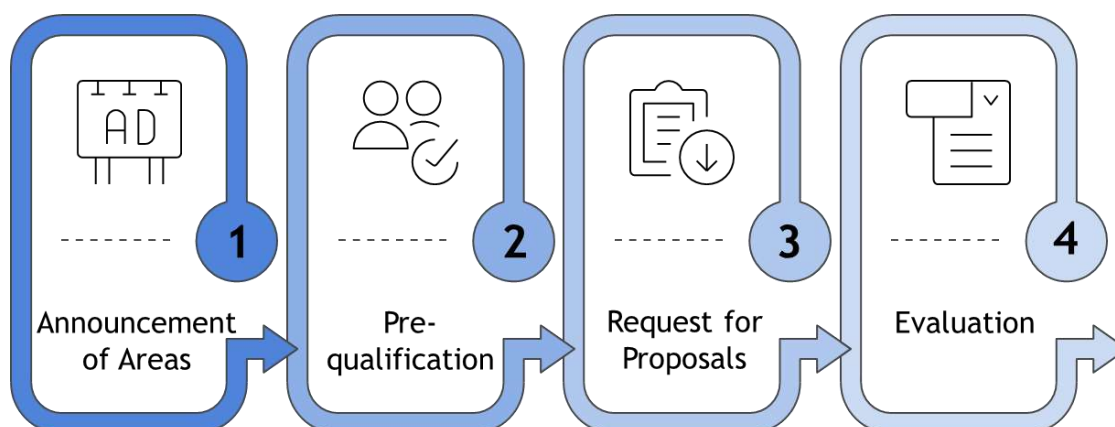 AD
1
Announcement
of Areas
2
Pre-
qualification
3
Request for
Proposals
4
Evaluation